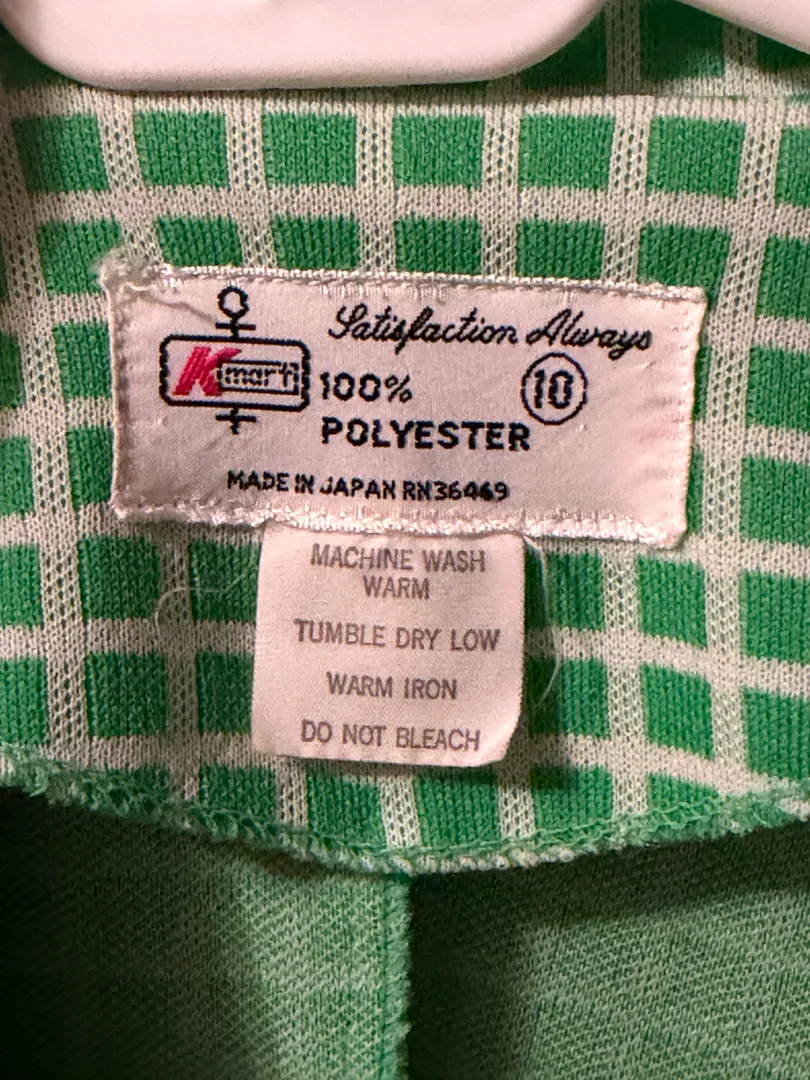 Satisfaction Always
Kmart
100%
10
POLYESTER
MADE IN JAPAN RN36469
MACHINE WASH
WARM
TUMBLE DRY LOW
WARM IRON
DO NOT BLEACH